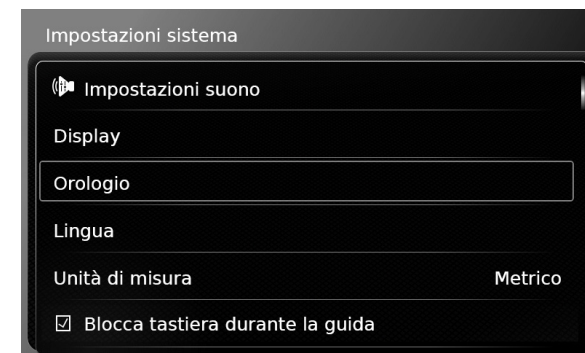 Impostazioni sistema
Impostazioni suono
Display
Orologio
Lingua
Unità di misura Metrico
Blocca tastiera durante la guida